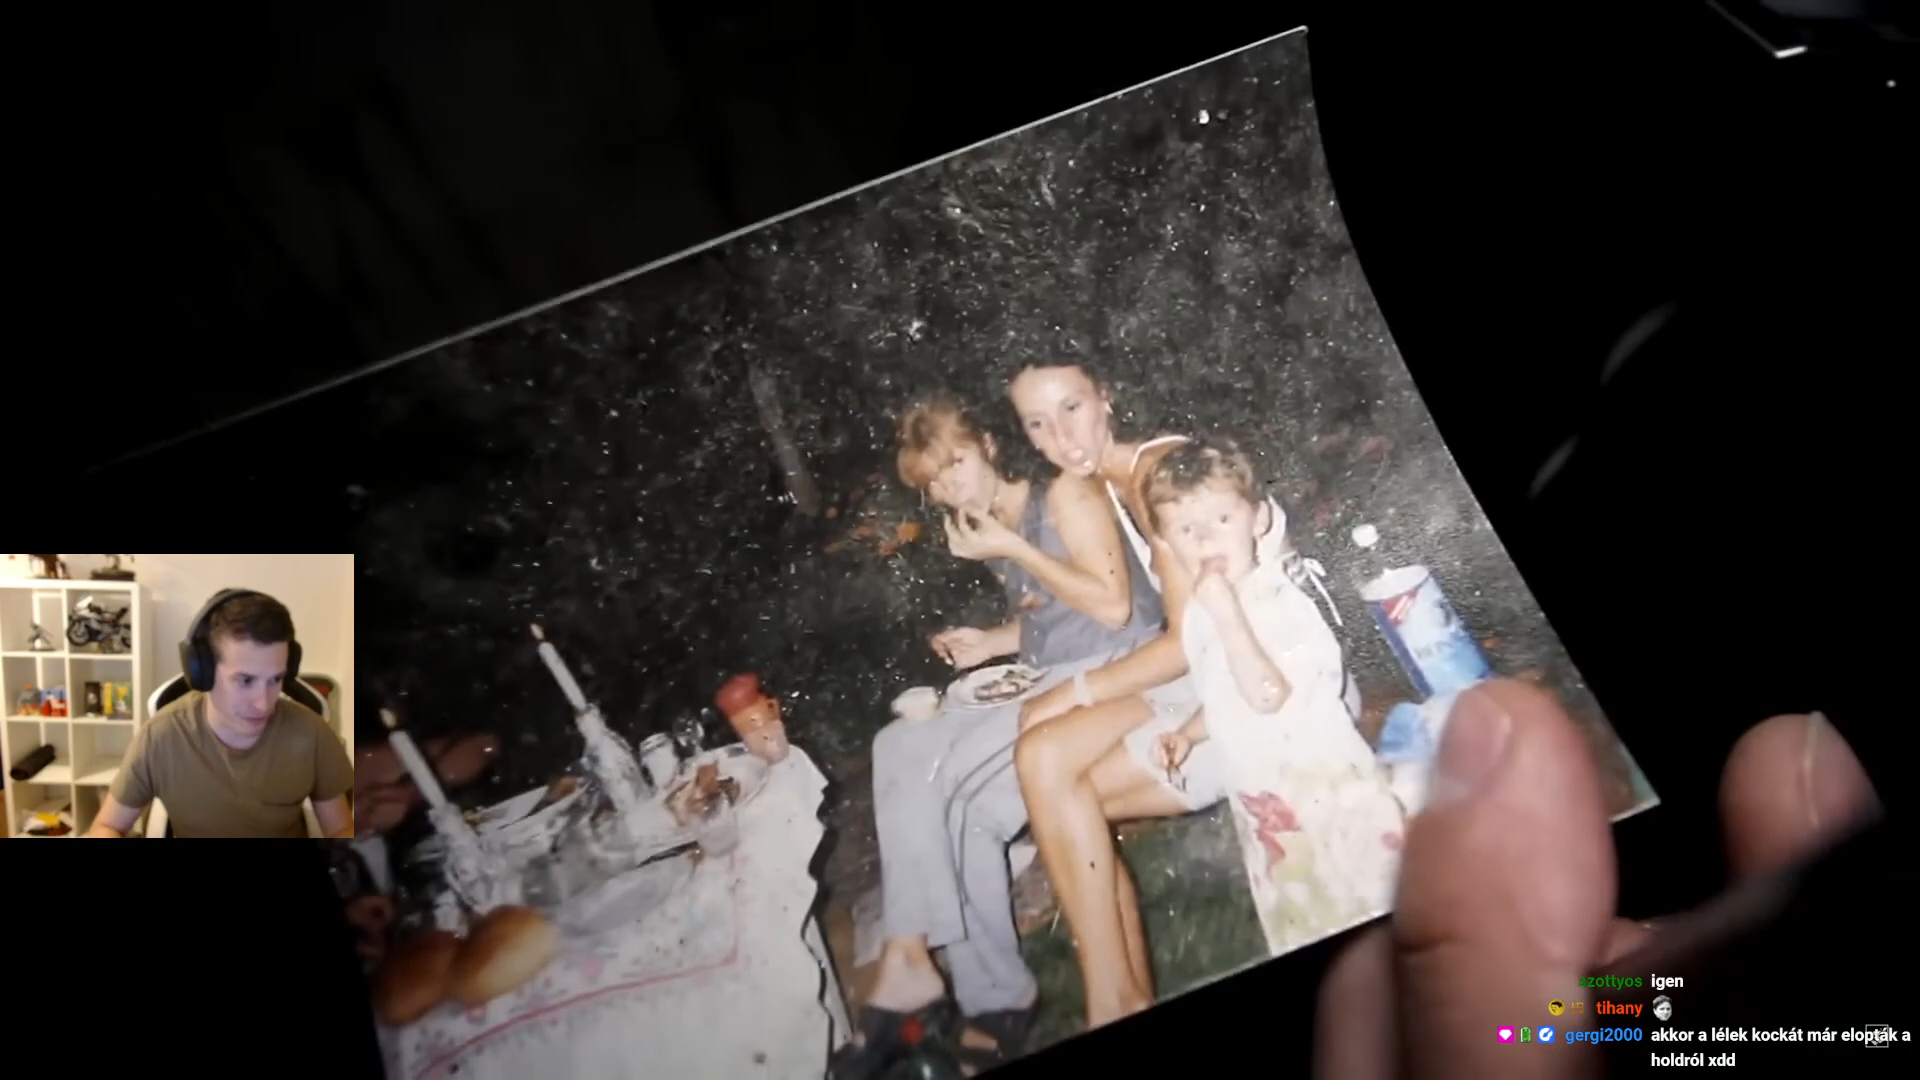 szottyos igen
tihany
gergi2000 akkor a lélek kockát már elopták a
holdról xdd